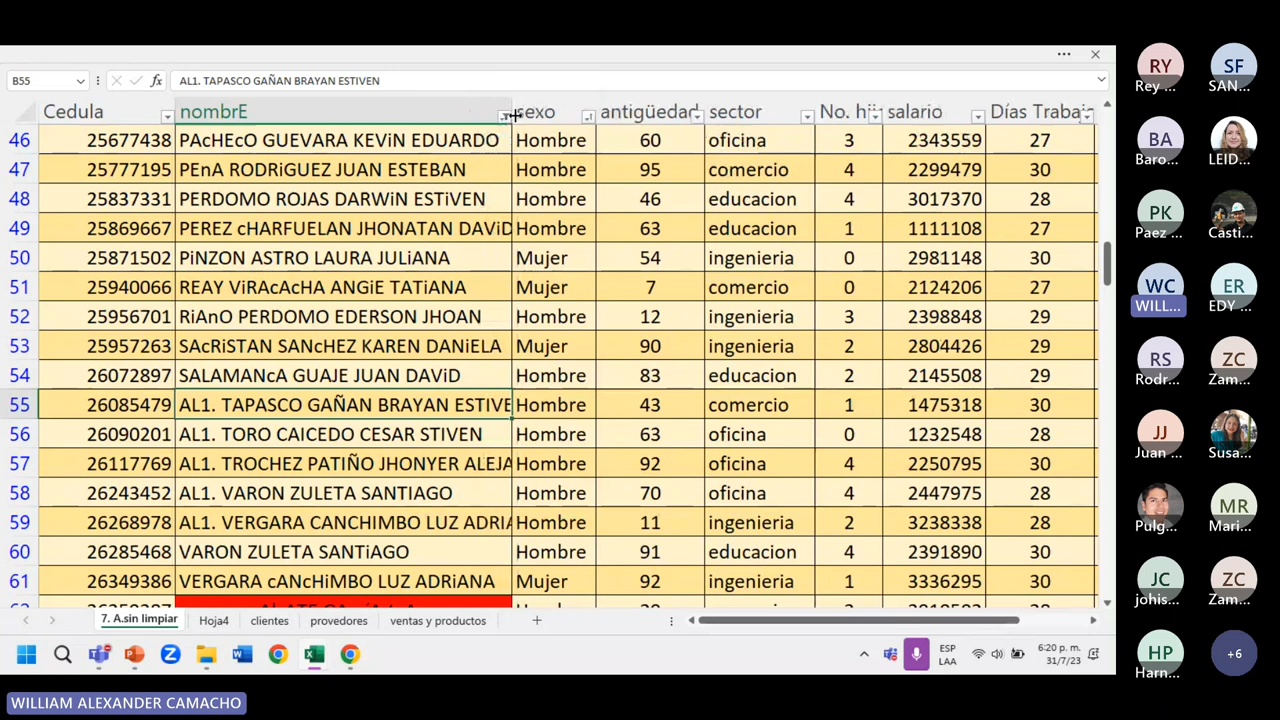 B55 fx AL1. TAPASCO GAÑAN BRAYAN ESTIVEN
Cedula nombrE sexo antigüedad sector No. hij salario Días Trabaj
46 25677438 PAcHEcO GUEVARA KEViN EDUARDO Hombre 60 oficina 3 2343559 27
47 25777195 PEnA RODRiGUEZ JUAN ESTEBAN Hombre 95 comercio 4 2299479 30
48 25837331 PERDOMO ROJAS DARWiN ESTiVEN Hombre 46 educacion 4 3017370 28
49 25869667 PEREZ cHARFUELAN JHONATAN DAViD Hombre 63 educacion 1 1111108 27
50 25871502 PiNZON ASTRO LAURA JULiANA Mujer 54 ingenieria 0 2981148 30
51 25940066 REAY ViRAcAcHA ANGiE TATiANA Mujer 7 comercio 0 2124206 27
52 25956701 RiAnO PERDOMO EDERSON JHOAN Hombre 12 ingenieria 3 2398848 29
53 25957263 SAcRiSTAN SANcHEZ KAREN DANiELA Mujer 90 ingenieria 2 2804426 29
54 26072897 SALAMANcA GUAJE JUAN DAViD Hombre 83 educacion 2 2145508 29
55 26085479 AL1. TAPASCO GAÑAN BRAYAN ESTIVE Hombre 43 comercio 1 1475318 30
56 26090201 AL1. TORO CAICEDO CESAR STIVEN Hombre 63 oficina 0 1232548 28
57 26117769 AL1. TROCHEZ PATIÑO JHONYER ALEJA Hombre 92 oficina 4 2250795 30
58 26243452 AL1. VARON ZULETA SANTIAGO Hombre 70 oficina 4 2447975 28
59 26268978 AL1. VERGARA CANCHIMBO LUZ ADRIA Hombre 11 ingenieria 2 3238338 28
60 26285468 VARON ZULETA SANTiAGO Hombre 91 educacion 4 2391890 30
61 26349386 VERGARA cANcHiMBO LUZ ADRiANA Mujer 92 ingenieria 1 3336295 30
7. A.sin limpiar Hoja4 clientes provedores ventas y productos
ESP
LAA
6:20 p. m.
31/7/23
WILLIAM ALEXANDER CAMACHO
RY SF
Rey ... SAN...
BA
Baro... LEID...
PK
Paez ... Casti...
WC ER
WILL... EDY ...
RS ZC
Rodr... Zam...
JJ
Juan ... Susa...
MR
Pulg... Mari...
JC ZC
johis... Zam...
HP +6
Harn...